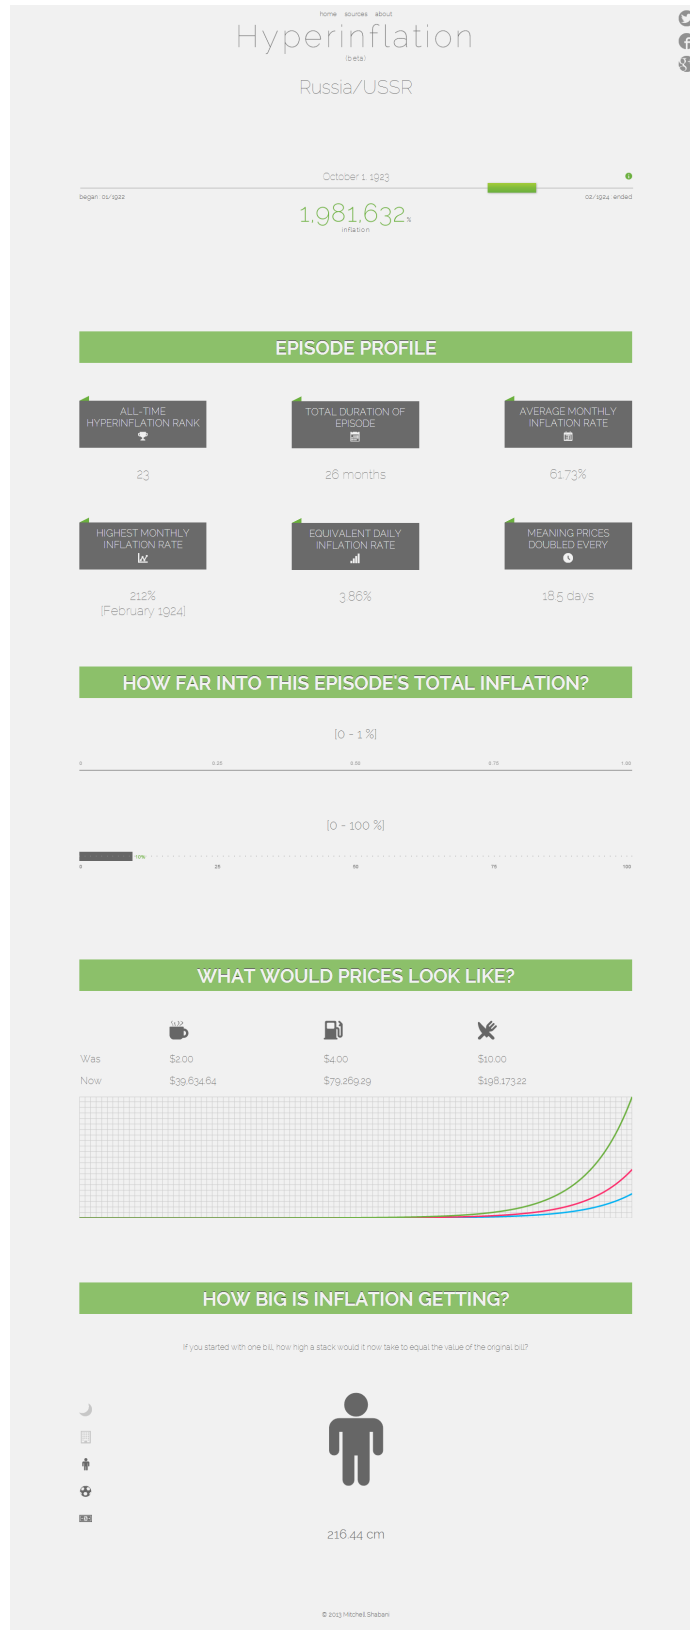 home sources about
Hyperinflation
(beta)
Russia/USSR
October 1, 1923
began 01/1922
02/1924 ended
1,981,632%
inflation
EPISODE PROFILE
ALL-TIME
HYPERINFLATION RANK
23
TOTAL DURATION OF
EPISODE
26 months
AVERAGE MONTHLY
INFLATION RATE
61.73%
HIGHEST MONTHLY
INFLATION RATE
212%
[February 1924]
EQUIVALENT DAILY
INFLATION RATE
3.86%
MEANING PRICES
DOUBLED EVERY
18.5 days
HOW FAR INTO THIS EPISODE'S TOTAL INFLATION?
[0 - 1 %]
0 0.25 0.50 0.75 1.00
[0 - 100 %]
10%
0 25 50 75 100
WHAT WOULD PRICES LOOK LIKE?
Was $2.00 $4.00 $10.00
Now $39,634.64 $79,269.29 $198,173.22
HOW BIG IS INFLATION GETTING?
If you started with one bill, how high a stack would it now take to equal the value of the original bill?
216.44 cm
© 2013 Mitchell Shabani